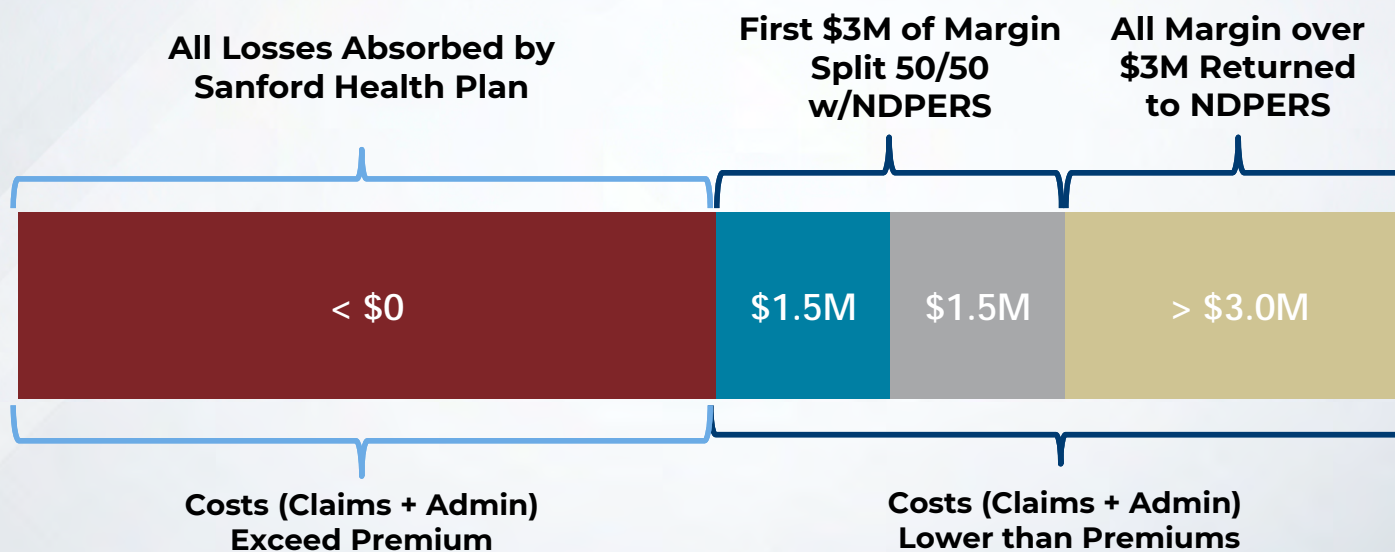 All Losses Absorbed by
Sanford Health Plan
First $3M of Margin
Split 50/50
w/NDPERS
All Margin over
$3M Returned
to NDPERS
< $0
$1.5M
$1.5M
> $3.0M
Costs (Claims + Admin)
Exceed Premium
Costs (Claims + Admin)
Lower than Premiums